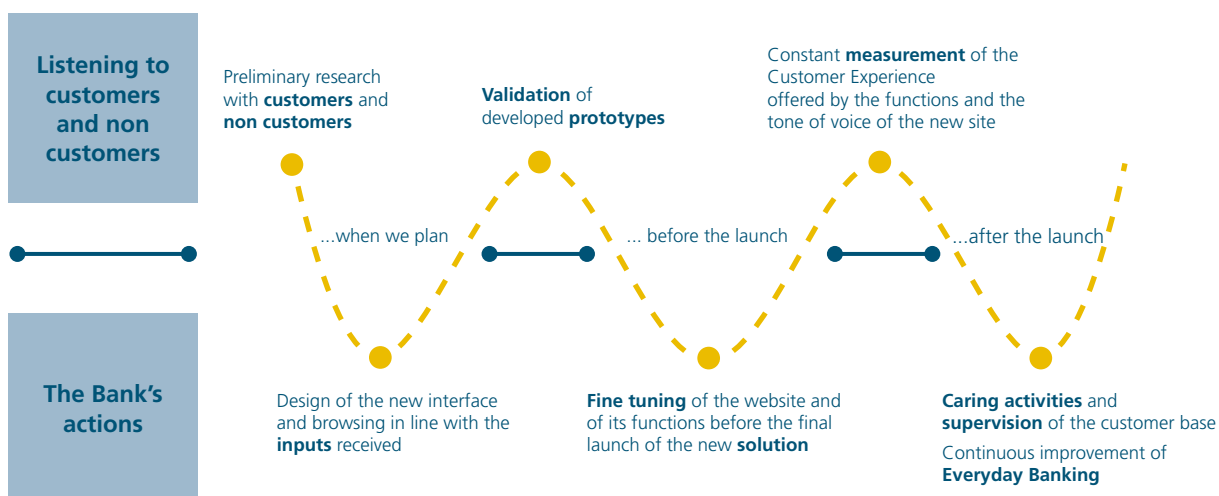 Listening to
customers
and non
customers
Preliminary research
with customers and
non customers
Validation of
developed prototypes
Constant measurement of the
Customer Experience
offered by the functions and the
tone of voice of the new site
...when we plan
... before the launch
...after the launch
The Bank's
actions
Design of the new interface
and browsing in line with the
inputs received
Fine tuning of the website and
of its functions before the final
launch of the new solution
Caring activities and
supervision of the customer base
Continuous improvement of
Everyday Banking